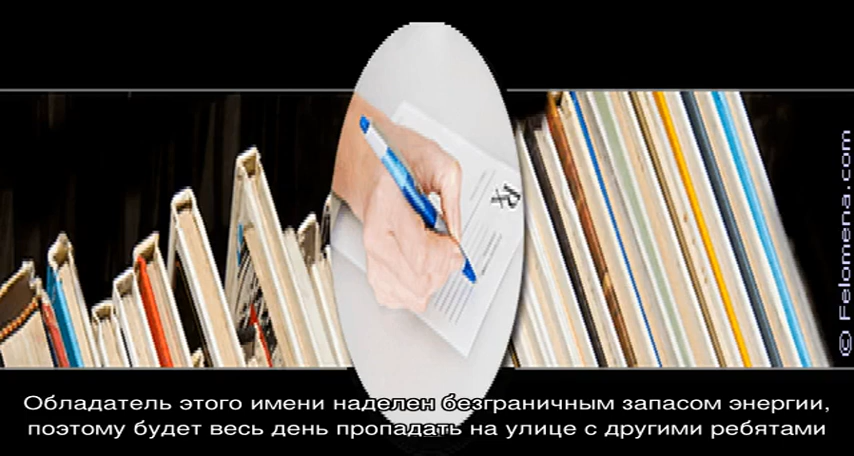 © Felomena.com
Обладатель этого имени наделен безграничным запасом энергии,
поэтому будет весь день пропадать на улице с другими ребятами